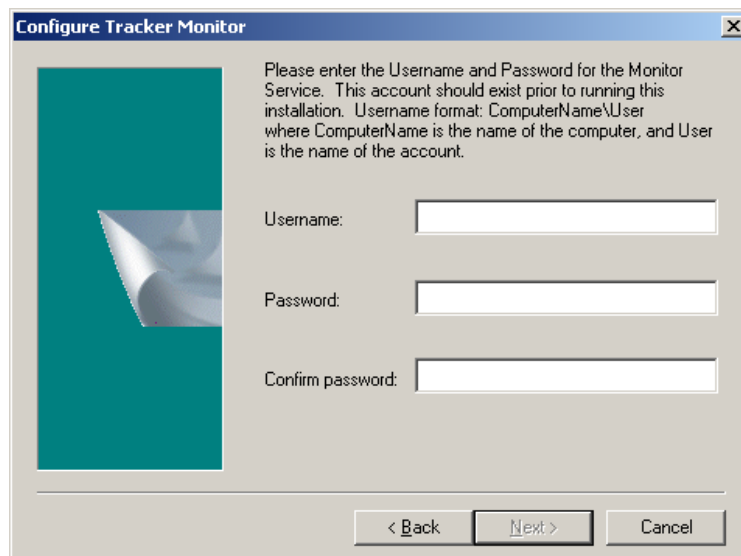 Configure Tracker Monitor
Please enter the Username and Password for the Monitor
Service.  This account should exist prior to running this
installation.  Username format: ComputerName\User
where ComputerName is the name of the computer, and User
is the name of the account.
Username:
Password:
Confirm password:
< Back
Next >
Cancel